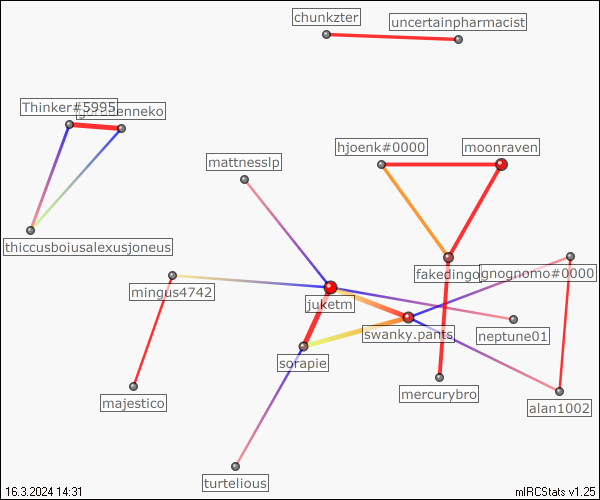 chunkzter
uncertainpharmacist
Thinker#5995
mattnesslp
hjoenk#0000
moonraven
thiccusboiusalexusjoneus
fakedingo
gnognomo#0000
mingus4742
juketm
swanky.pants
neptune01
sorapie
majestico
mercurybro
alan1002
turtelious
16.3.2024 14:31
mIRCStats v1.25